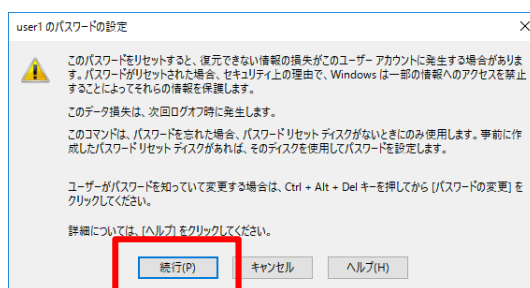 user1 のパスワードの設定
このパスワードをリセットすると、復元できない情報の損失がこのユーザー アカウントに発生する場合がありま
す。パスワードがリセットされた場合、セキュリティ上の理由で、Windows は一部の情報へのアクセスを禁止
することによってそれらの情報を保護します。
このデータ損失は、次回ログオフ時に発生します。
このコマンドは、パスワードを忘れた場合、パスワード リセット ディスクがないときにのみ使用します。事前に作
成したパスワード リセット ディスクがあれば、そのディスクを使用してパスワードを設定します。
ユーザーがパスワードを知っていて変更する場合は、Ctrl + Alt + Del キーを押してから [パスワードの変更] を
クリックしてください。
詳細については、[ヘルプ] をクリックしてください。
続行(P) キャンセル ヘルプ(H)